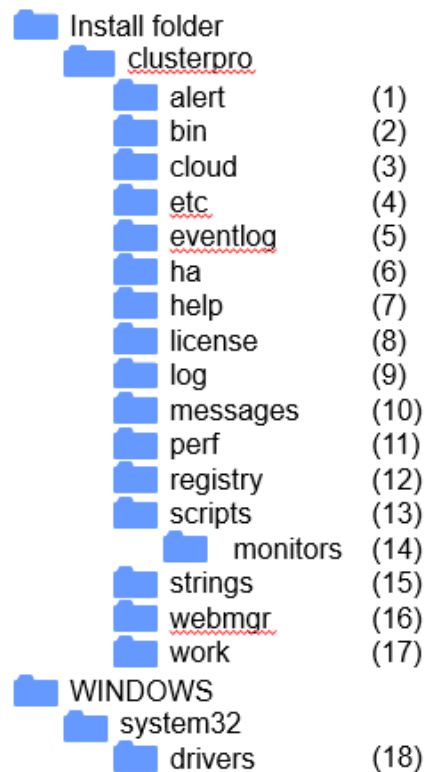 Install folder
clusterpro
alert (1)
bin (2)
cloud (3)
etc (4)
eventlog (5)
ha (6)
help (7)
license (8)
log (9)
messages (10)
perf (11)
registry (12)
scripts (13)
monitors (14)
strings (15)
webmgr (16)
work (17)
WINDOWS
system32
drivers (18)